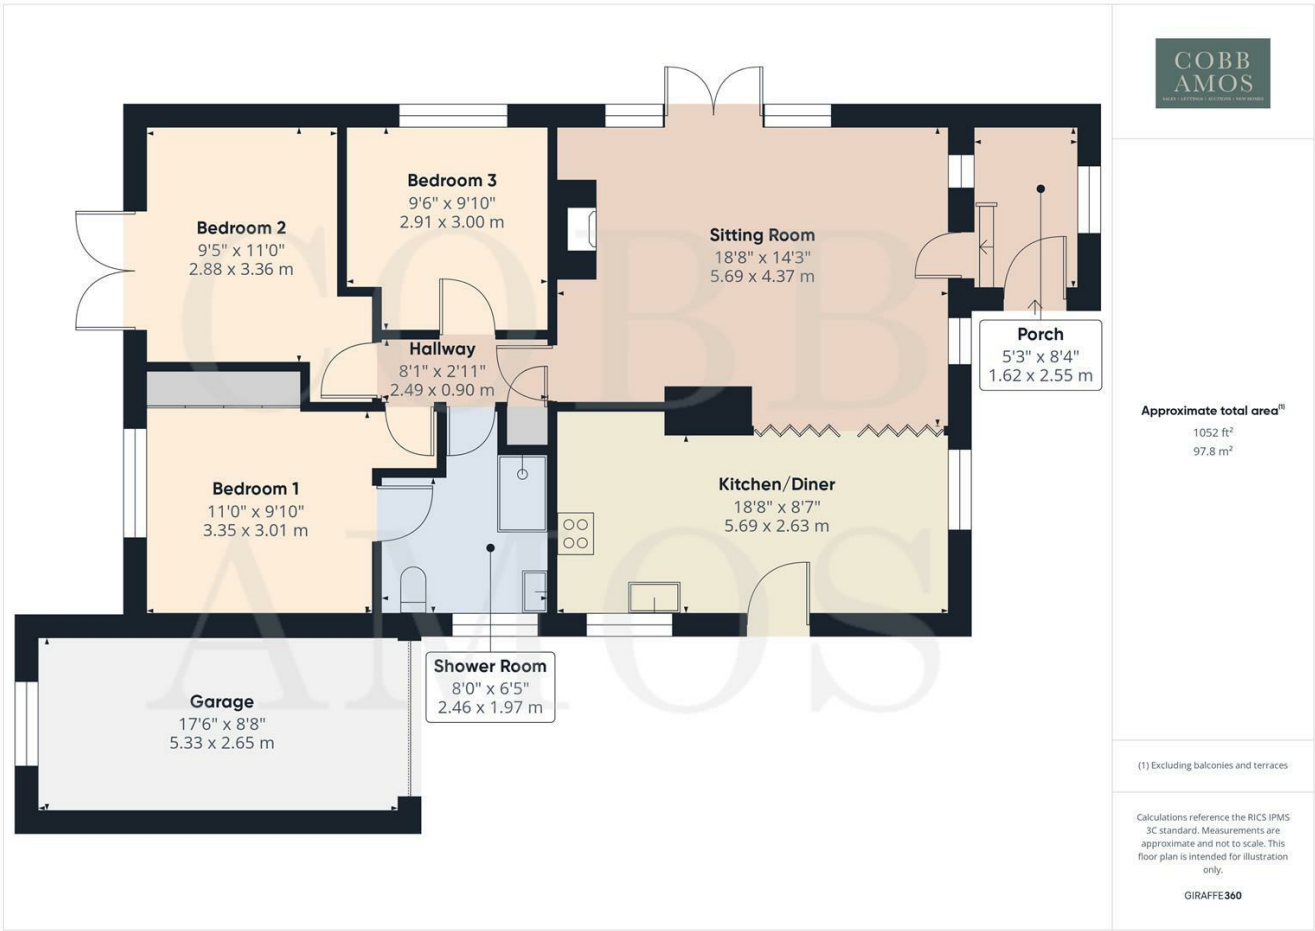 COBB
AMOS
SALES | LETTINGS | AUCTIONS | NEW HOMES
Bedroom 2
9'5" x 11'0"
2.88 x 3.36 m
Bedroom 3
9'6" x 9'10"
2.91 x 3.00 m
Sitting Room
18'8" x 14'3"
5.69 x 4.37 m
Porch
5'3" x 8'4"
1.62 x 2.55 m
Hallway
8'1" x 2'11"
2.49 x 0.90 m
Bedroom 1
11'0" x 9'10"
3.35 x 3.01 m
Kitchen/Diner
18'8" x 8'7"
5.69 x 2.63 m
Shower Room
8'0" x 6'5"
2.46 x 1.97 m
Garage
17'6" x 8'8"
5.33 x 2.65 m
COBB
AMOS
Approximate total area(1)
1052 ft²
97.8 m²
(1) Excluding balconies and terraces
Calculations reference the RICS IPMS
3C standard. Measurements are
approximate and not to scale. This
floor plan is intended for illustration
only.
GIRAFFE360